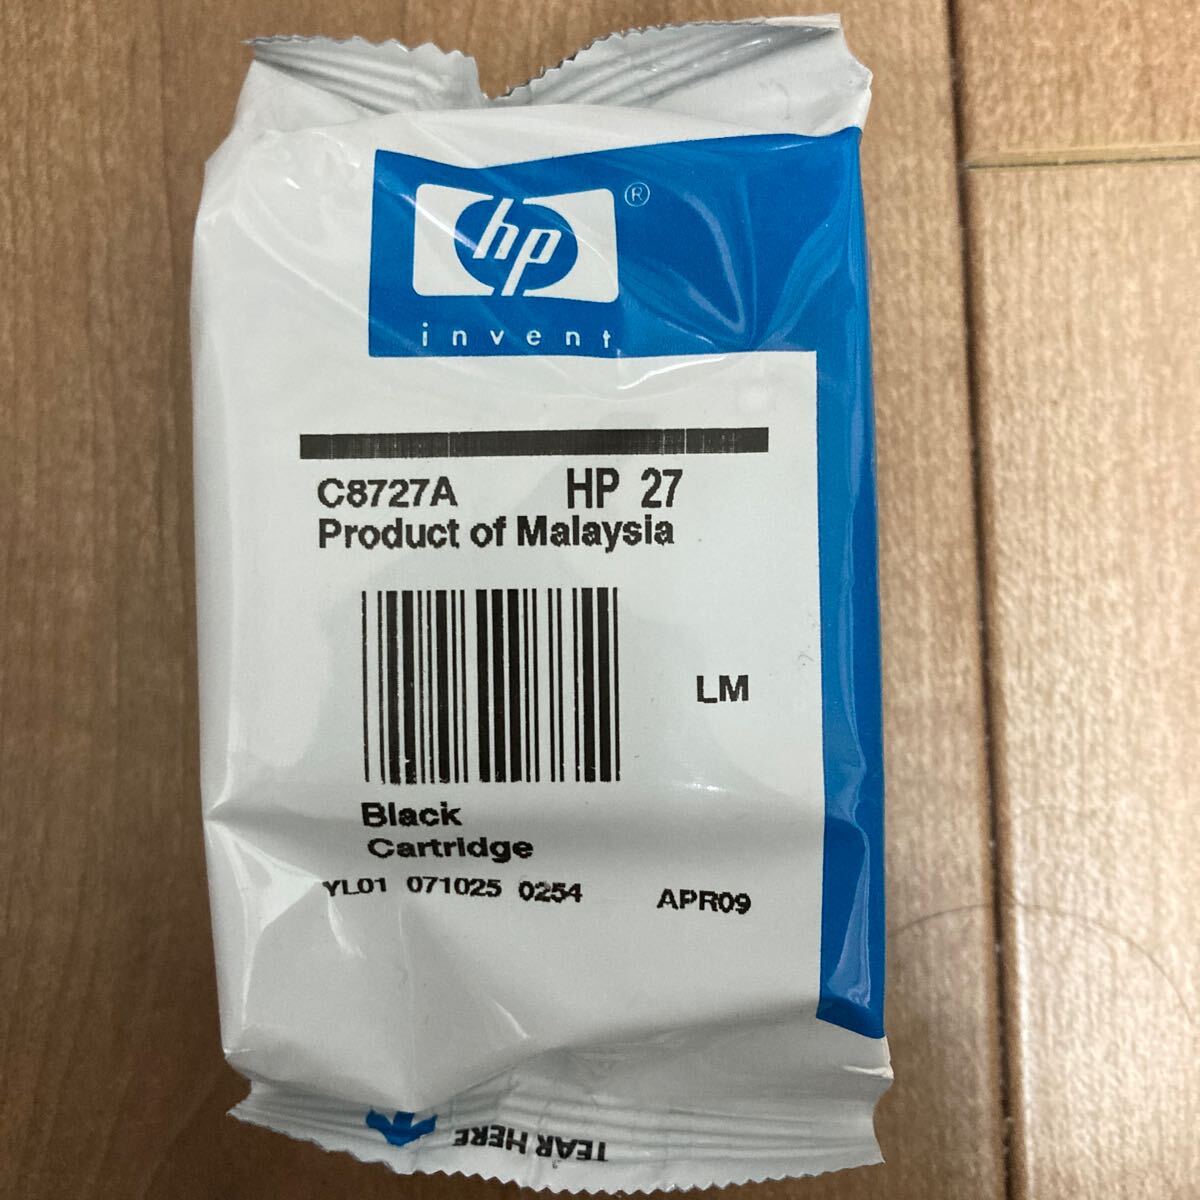 hp ®
invent
C8727A HP 27
Product of Malaysia
LM
Black
Cartridge
YL01 071025 0254 APR09
TEAR HERE